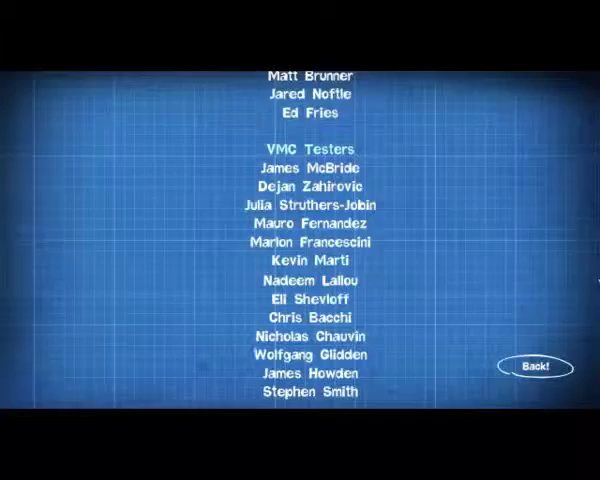 Matt Brunner
Jared Noftle
Ed Fries
VMC Testers
James McBride
Dejan Zahirovic
Julia Struthers-Jobin
Mauro Fernandez
Marlon Francescini
Kevin Marti
Nadeem Lallou
Eli Shevloff
Chris Bacchi
Nicholas Chauvin
Wolfgang Glidden
James Howden
Stephen Smith
Back!